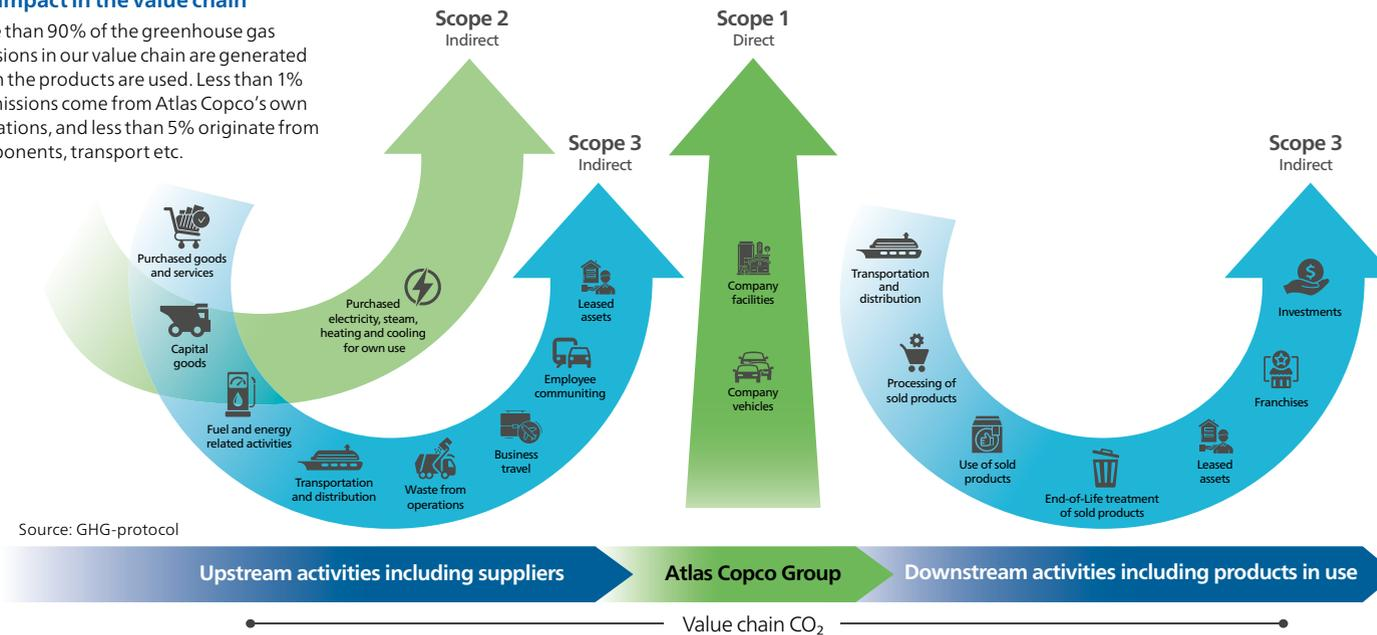 impact in the value chain
than 90% of the greenhouse gas
sions in our value chain are generated
the products are used. Less than 1%
issions come from Atlas Copco's own
ations, and less than 5% originate from
ponents, transport etc.
Scope 2
Indirect
Scope 1
Direct
Scope 3
Indirect
Scope 3
Indirect
Purchased goods
and services
Capital
goods
Fuel and energy
related activities
Transportation
and distribution
Waste from
operations
Business
travel
Employee
communiting
Leased
assets
Purchased
electricity, steam,
heating and cooling
for own use
Company
facilities
Company
vehicles
Transportation
and
distribution
Processing of
sold products
Use of sold
products
End-of-Life treatment
of sold products
Leased
assets
Franchises
Investments
Source: GHG-protocol
Upstream activities including suppliers
Atlas Copco Group
Downstream activities including products in use
Value chain CO₂